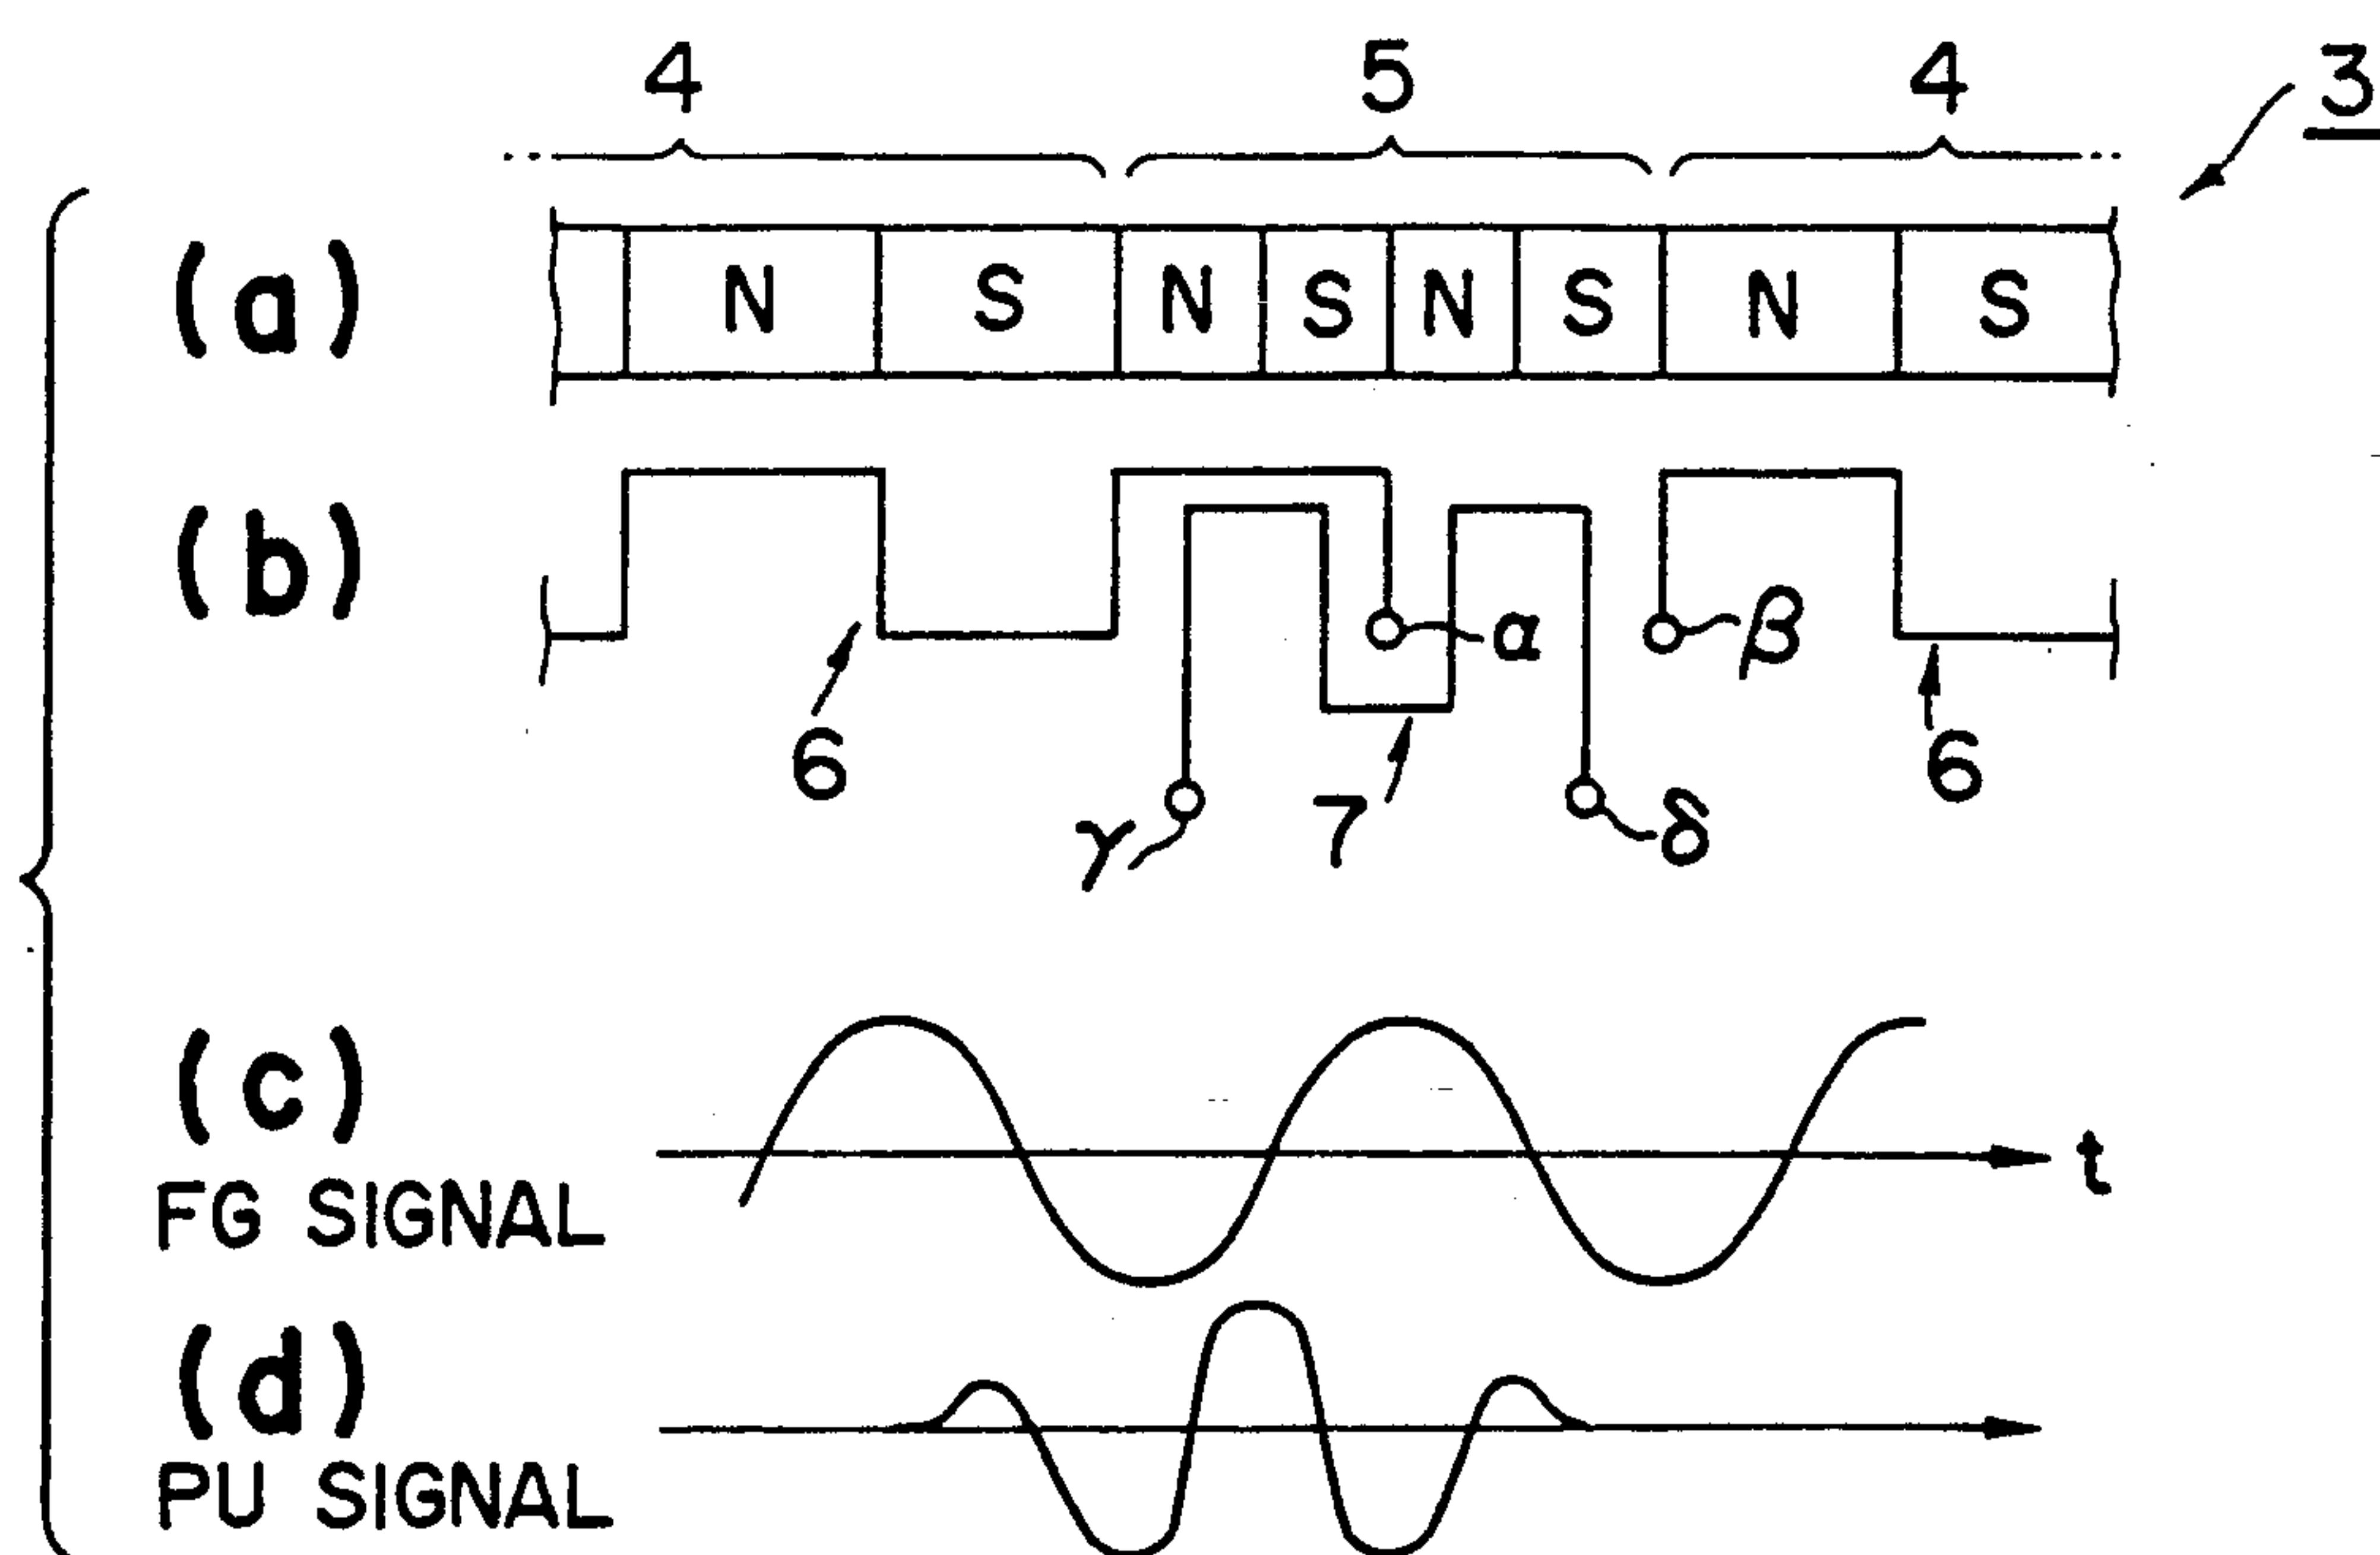 4 5 4 3
(a) N S N S N S N S
(b) α β
6 7 6
γ δ
(c) t
FG SIGNAL
(d)
PU SIGNAL